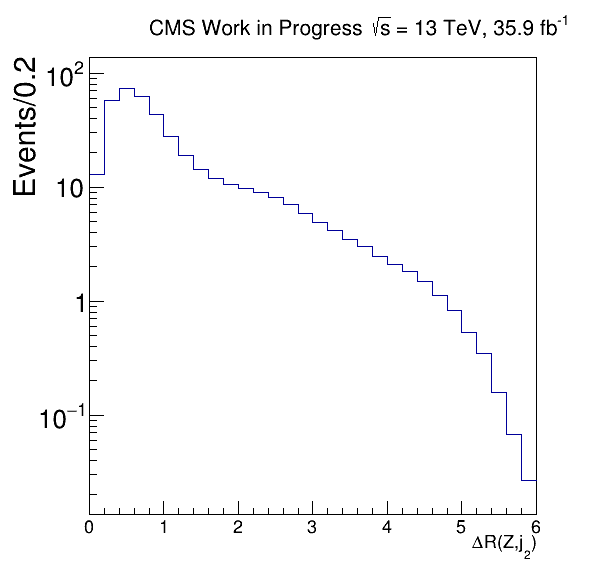 CMS Work in Progress √s = 13 TeV, 35.9 fb⁻¹
Events/0.2
10²
10
1
10⁻¹
0 1 2 3 4 5 6
ΔR(Z,j₂)